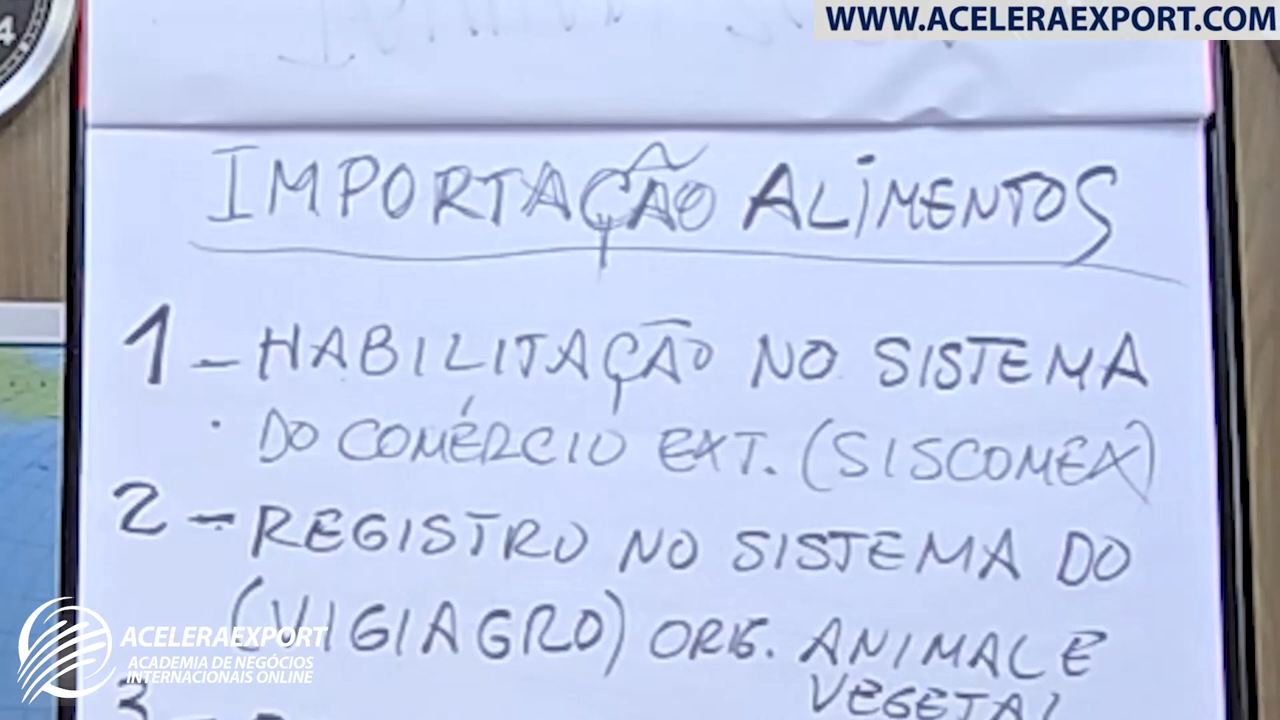 WWW.ACELERAEXPORT.COM
IMPORTAÇÃO ALIMENTOS
1 - HABILITAÇÃO NO SISTEMA
DO COMÉRCIO EXT. (SISCOMEX)
2 - REGISTRO NO SISTEMA DO
(VIGIAGRO) ORIG. ANIMAL E
VEGETAL
3 -
ACELERAEXPORT
ACADEMIA DE NEGÓCIOS
INTERNACIONAIS ONLINE